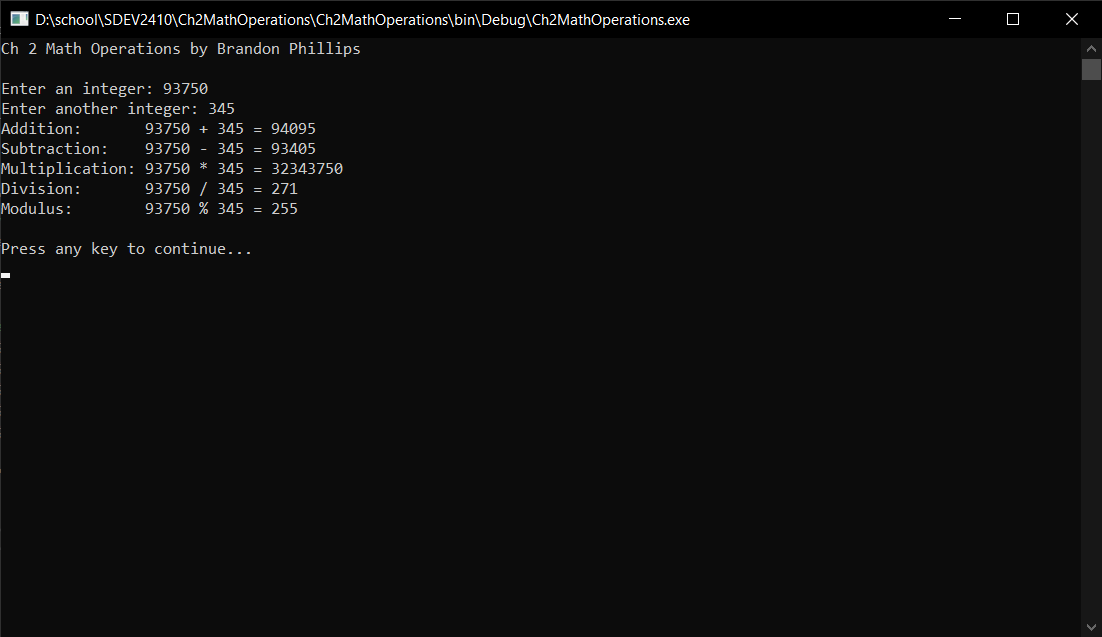 D:\school\SDEV2410\Ch2MathOperations\Ch2MathOperations\bin\Debug\Ch2MathOperations.exe
Ch 2 Math Operations by Brandon Phillips
Enter an integer: 93750
Enter another integer: 345
Addition:       93750 + 345 = 94095
Subtraction:    93750 - 345 = 93405
Multiplication: 93750 * 345 = 32343750
Division:       93750 / 345 = 271
Modulus:        93750 % 345 = 255
Press any key to continue...